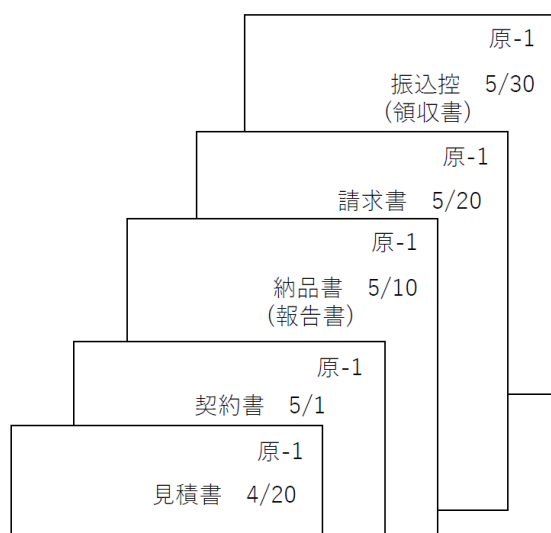 原-1
振込控　5/30
（領収書）
原-1
請求書　5/20
原-1
納品書　5/10
（報告書）
原-1
契約書　5/1
原-1
見積書　4/20